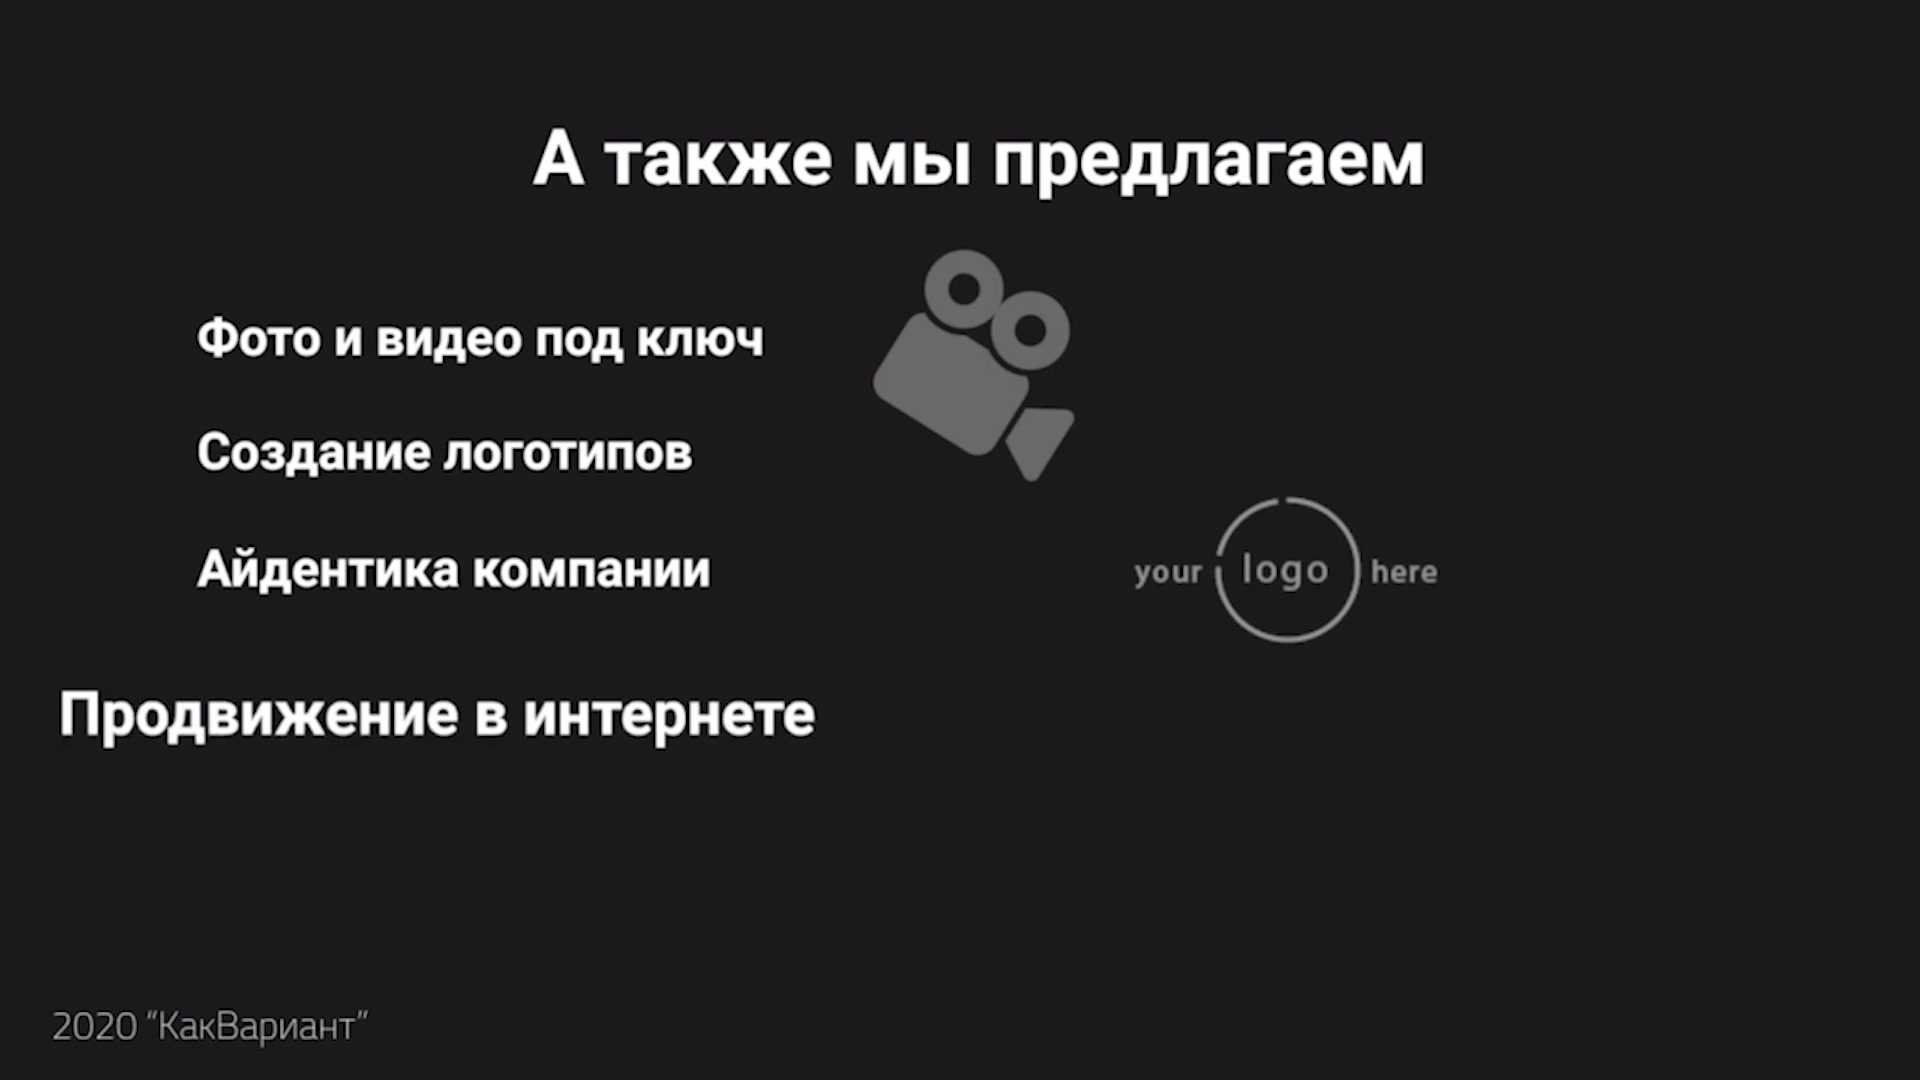 А также мы предлагаем
Фото и видео под ключ
Создание логотипов
Айдентика компании
your logo here
Продвижение в интернете
2020 “КакВариант”